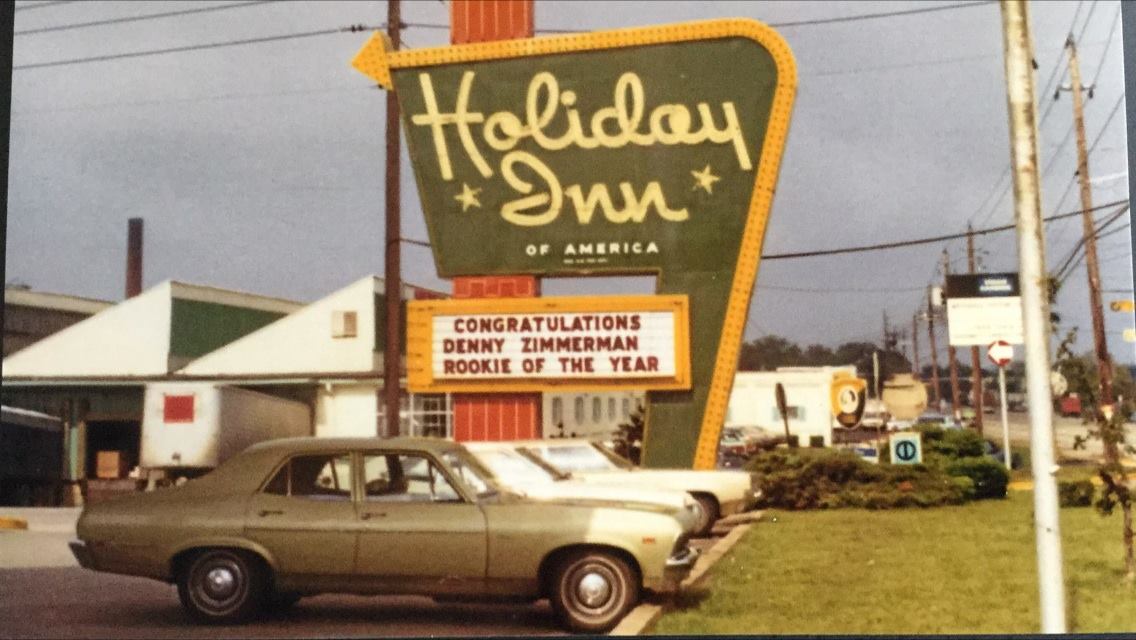 Holiday
Inn
OF AMERICA
CONGRATULATIONS
DENNY ZIMMERMAN
ROOKIE OF THE YEAR